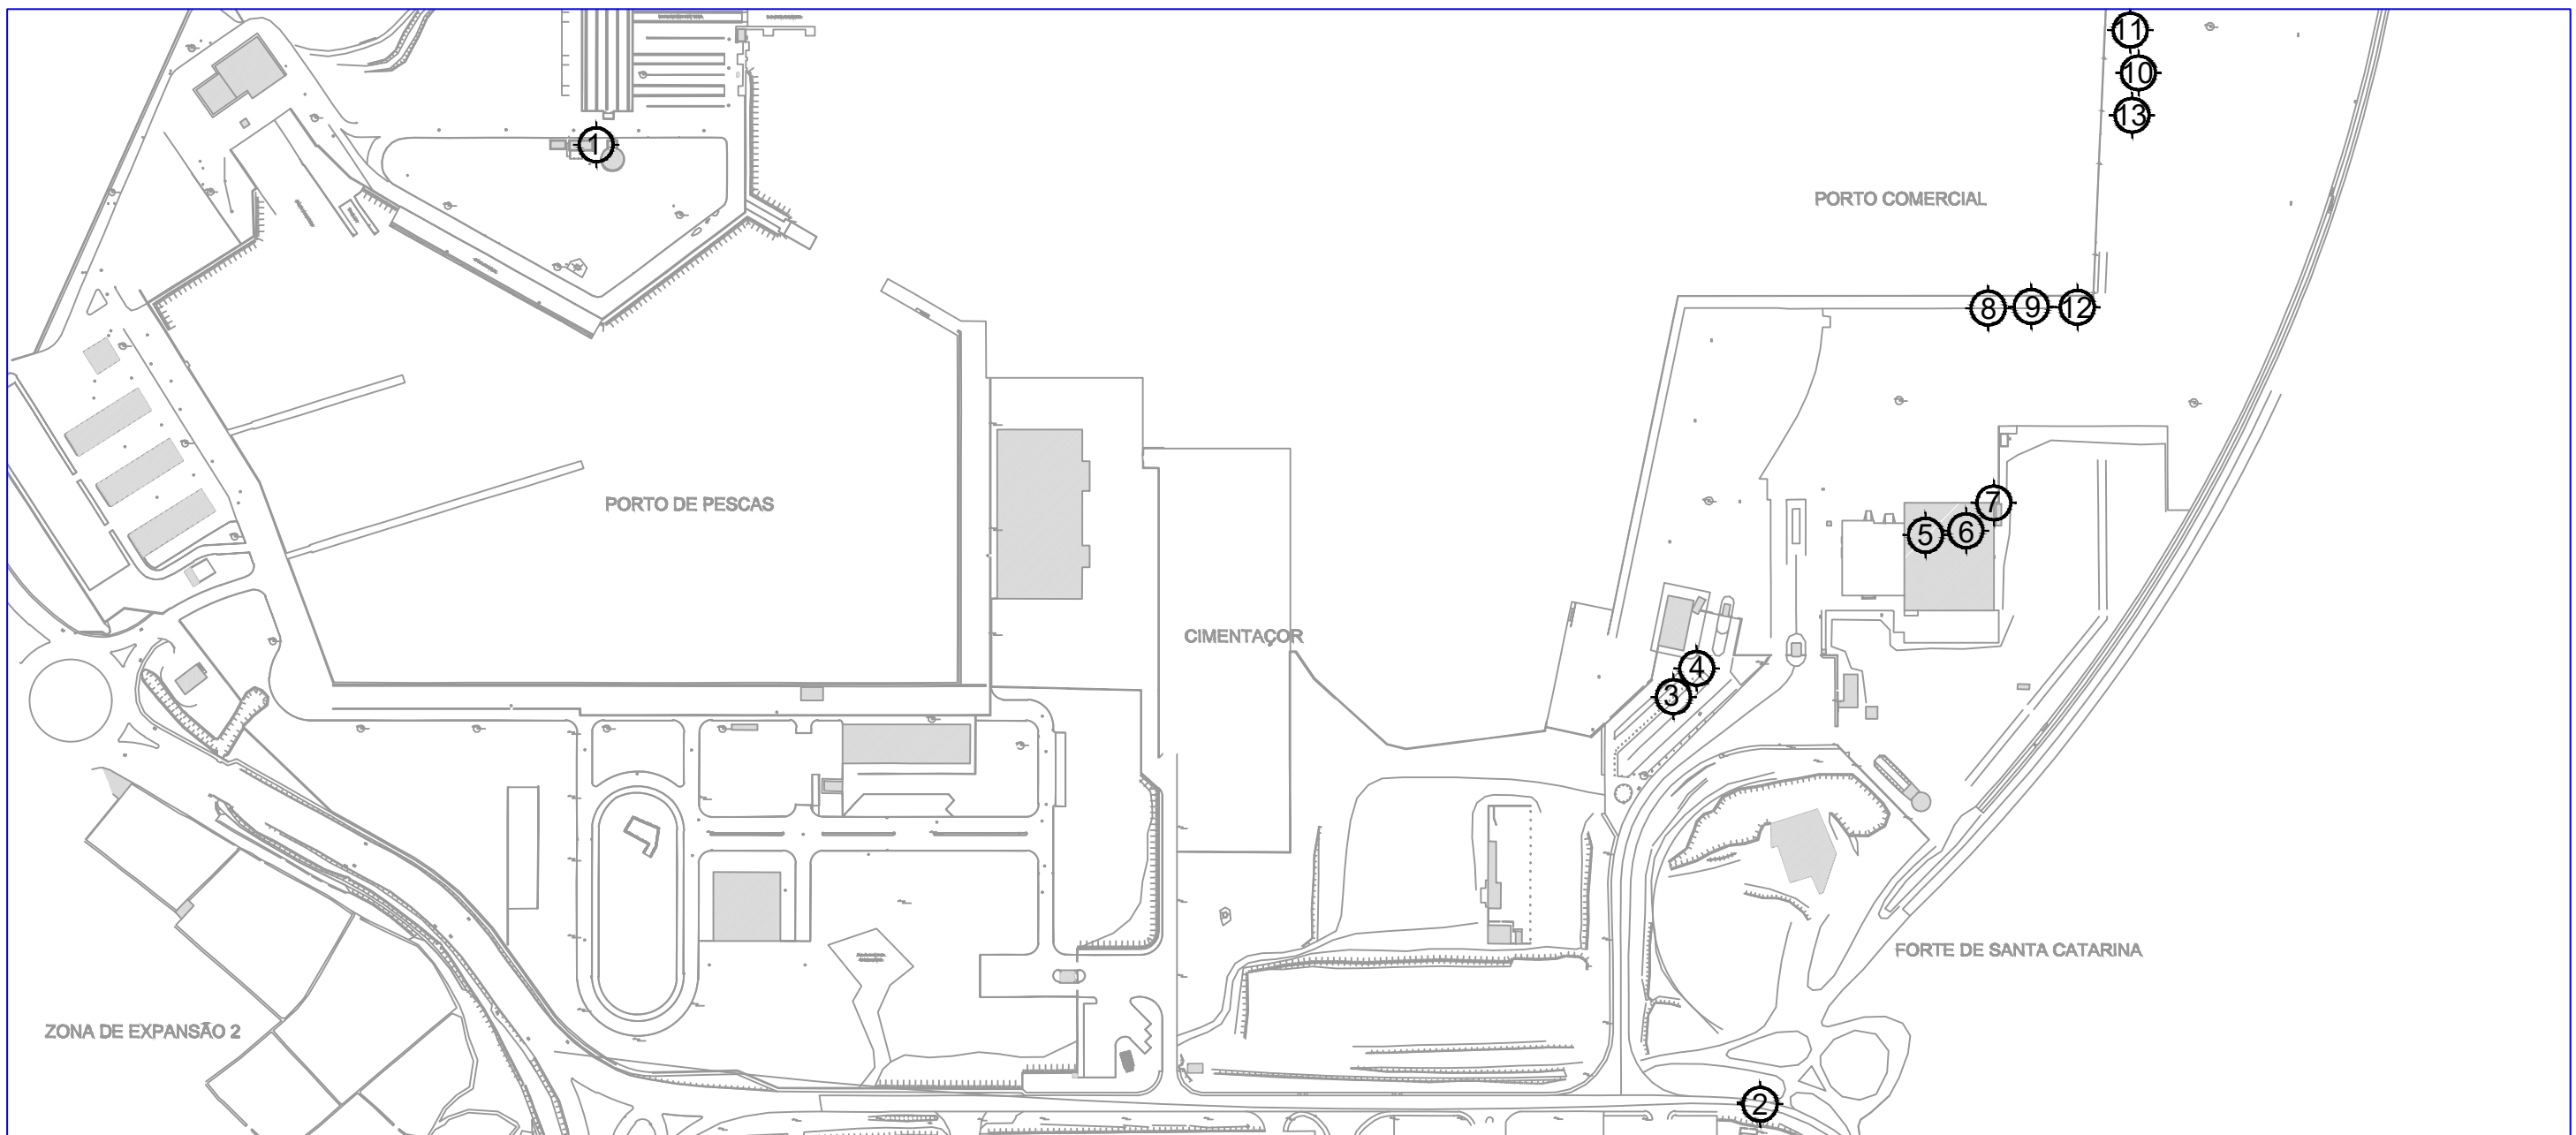 11
10
13
1
PORTO COMERCIAL
8 9 12
PORTO DE PESCAS
7
5 6
CIMENTAÇOR
4
3
FORTE DE SANTA CATARINA
ZONA DE EXPANSÃO 2
2